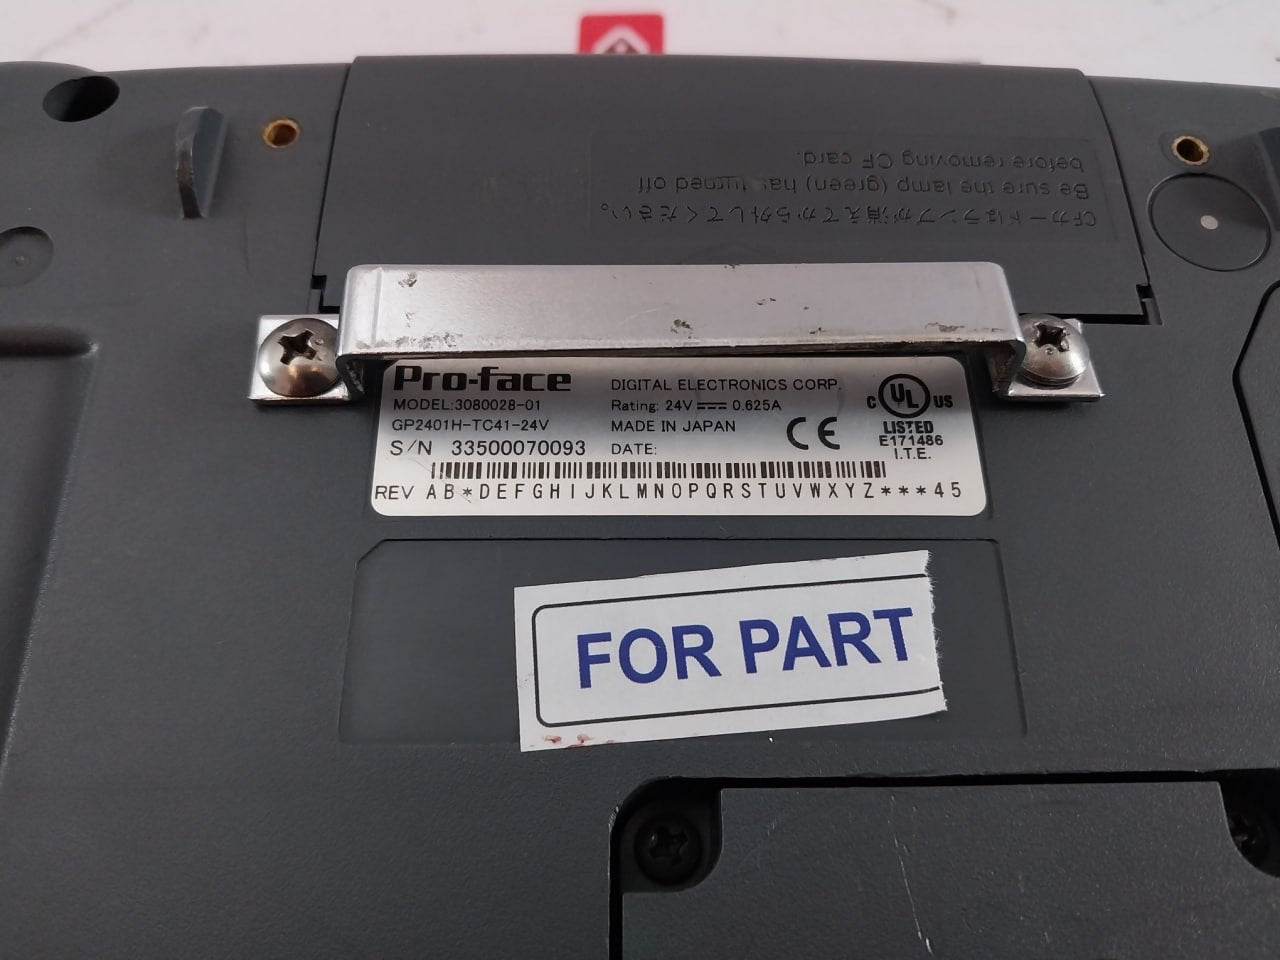 CFカードはランプが消えてから外してください。
Be sure the lamp (green) has turned off
before removing CF card.
Pro-face
DIGITAL ELECTRONICS CORP.
MODEL:3080028-01
Rating: 24V⎓0.625A
GP2401H-TC41-24V
MADE IN JAPAN
S/N 33500070093
DATE:
CE
C UL US
LISTED
E171486
I.T.E.
REV AB*DEFGHIJKLMNOPQRSTUVWXYZ***45
FOR PART